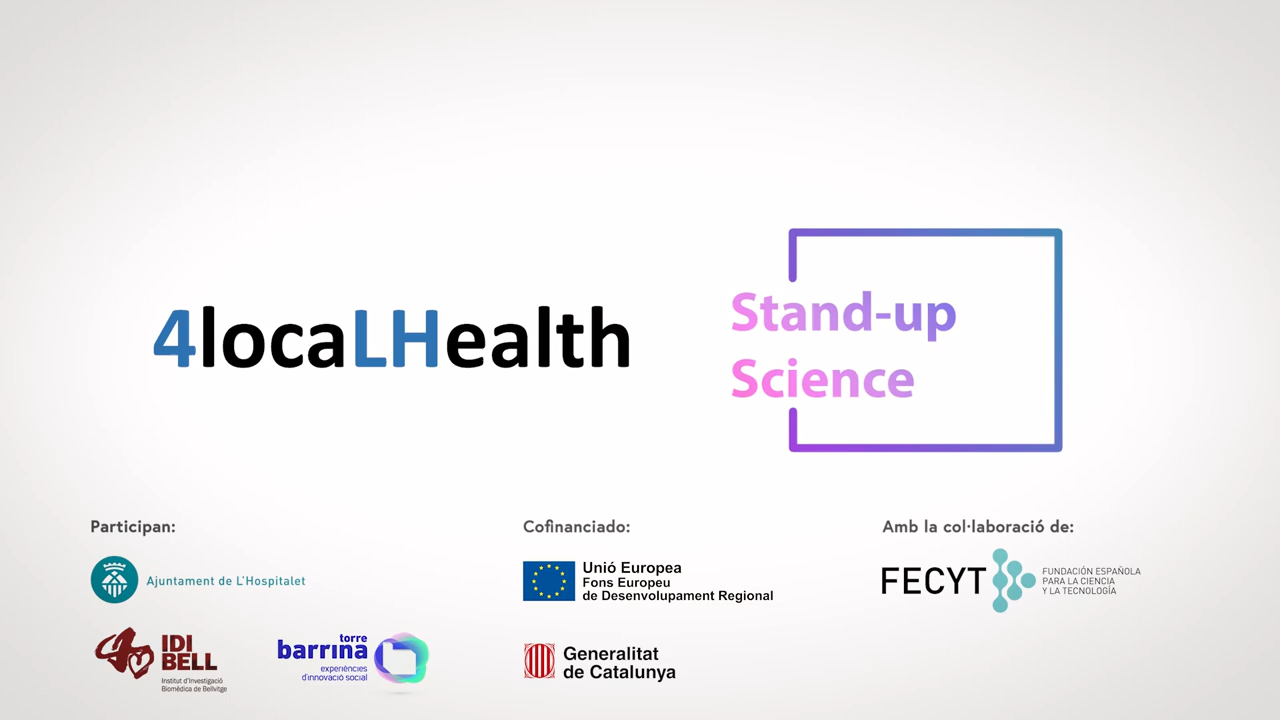 4locaLHealth
Stand-up
Science
Participan:
Ajuntament de L'Hospitalet
IDI
BELL
Institut d'Investigació
Biomèdica de Bellvitge
torre
barrina
experiències
d'innovació social
Cofinanciado:
Unió Europea
Fons Europeu
de Desenvolupament Regional
Generalitat
de Catalunya
Amb la col·laboració de:
FECYT
FUNDACIÓN ESPAÑOLA
PARA LA CIENCIA
Y LA TECNOLOGÍA